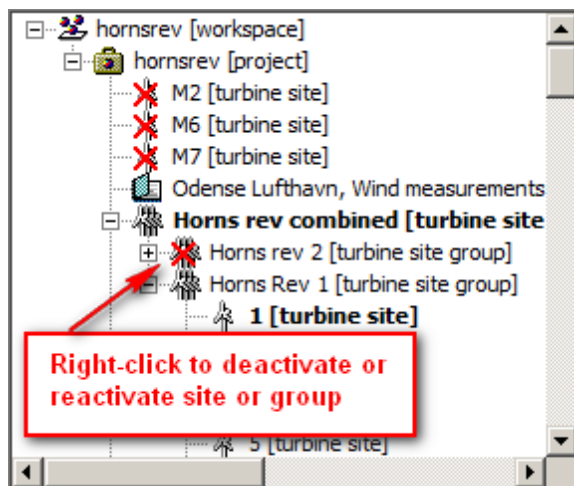 hornsrev [workspace]
hornsrev [project]
M2 [turbine site]
M6 [turbine site]
M7 [turbine site]
Odense Lufthavn, Wind measurements
Horns rev combined [turbine site
Horns rev 2 [turbine site group]
Horns Rev 1 [turbine site group]
1 [turbine site]
Right-click to deactivate or
reactivate site or group
5 [turbine site]